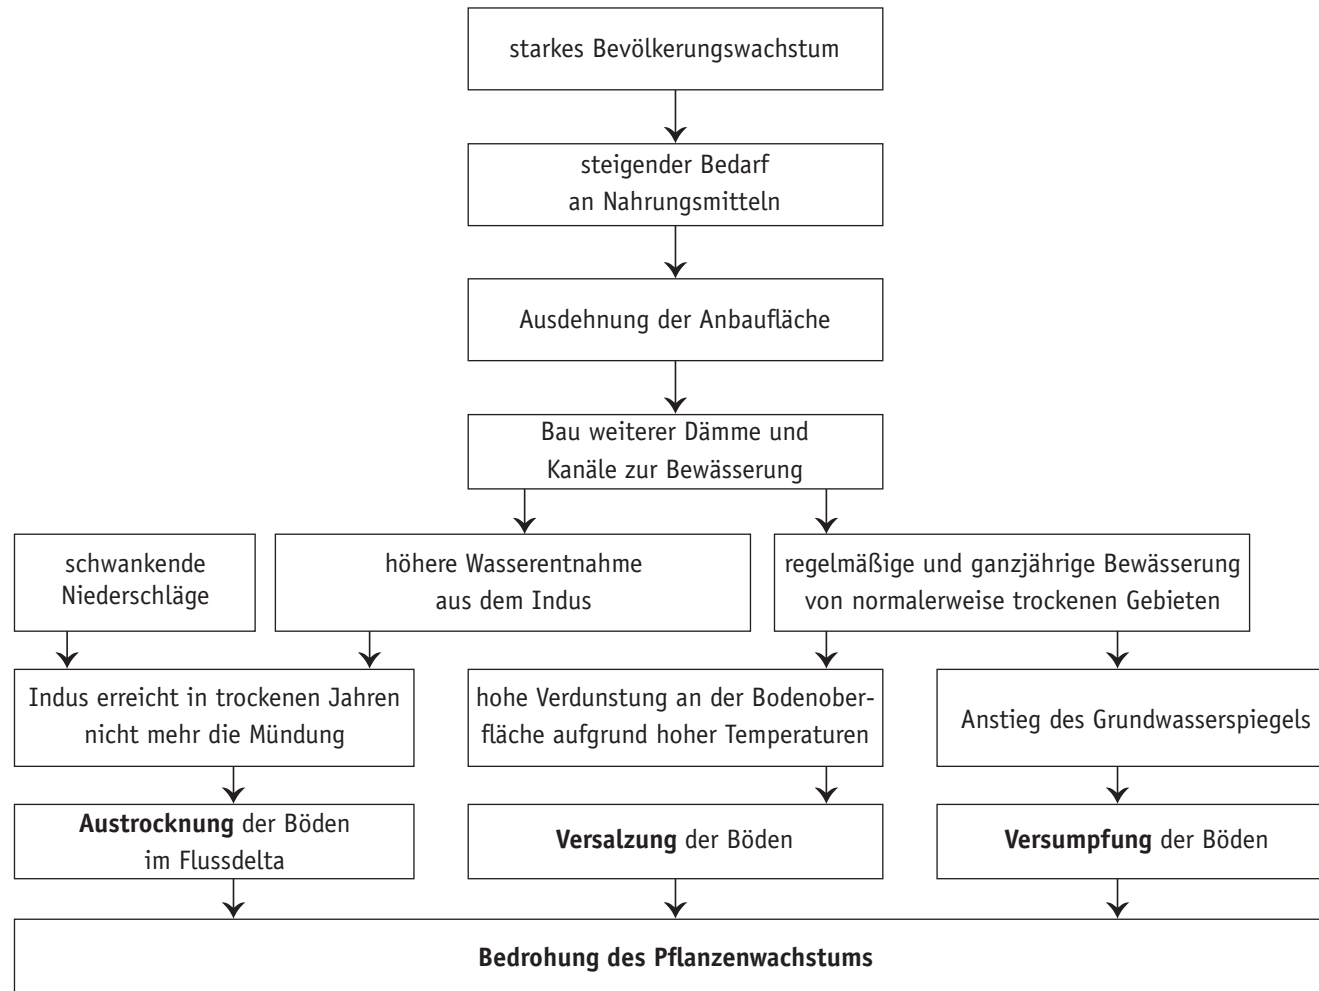 starkes Bevölkerungswachstum
steigender Bedarf
an Nahrungsmitteln
Ausdehnung der Anbaufläche
Bau weiterer Dämme und
Kanäle zur Bewässerung
schwankende
Niederschläge
höhere Wasserentnahme
aus dem Indus
regelmäßige und ganzjährige Bewässerung
von normalerweise trockenen Gebieten
Indus erreicht in trockenen Jahren
nicht mehr die Mündung
hohe Verdunstung an der Bodenober-
fläche aufgrund hoher Temperaturen
Anstieg des Grundwasserspiegels
Austrocknung der Böden
im Flussdelta
Versalzung der Böden
Versumpfung der Böden
Bedrohung des Pflanzenwachstums